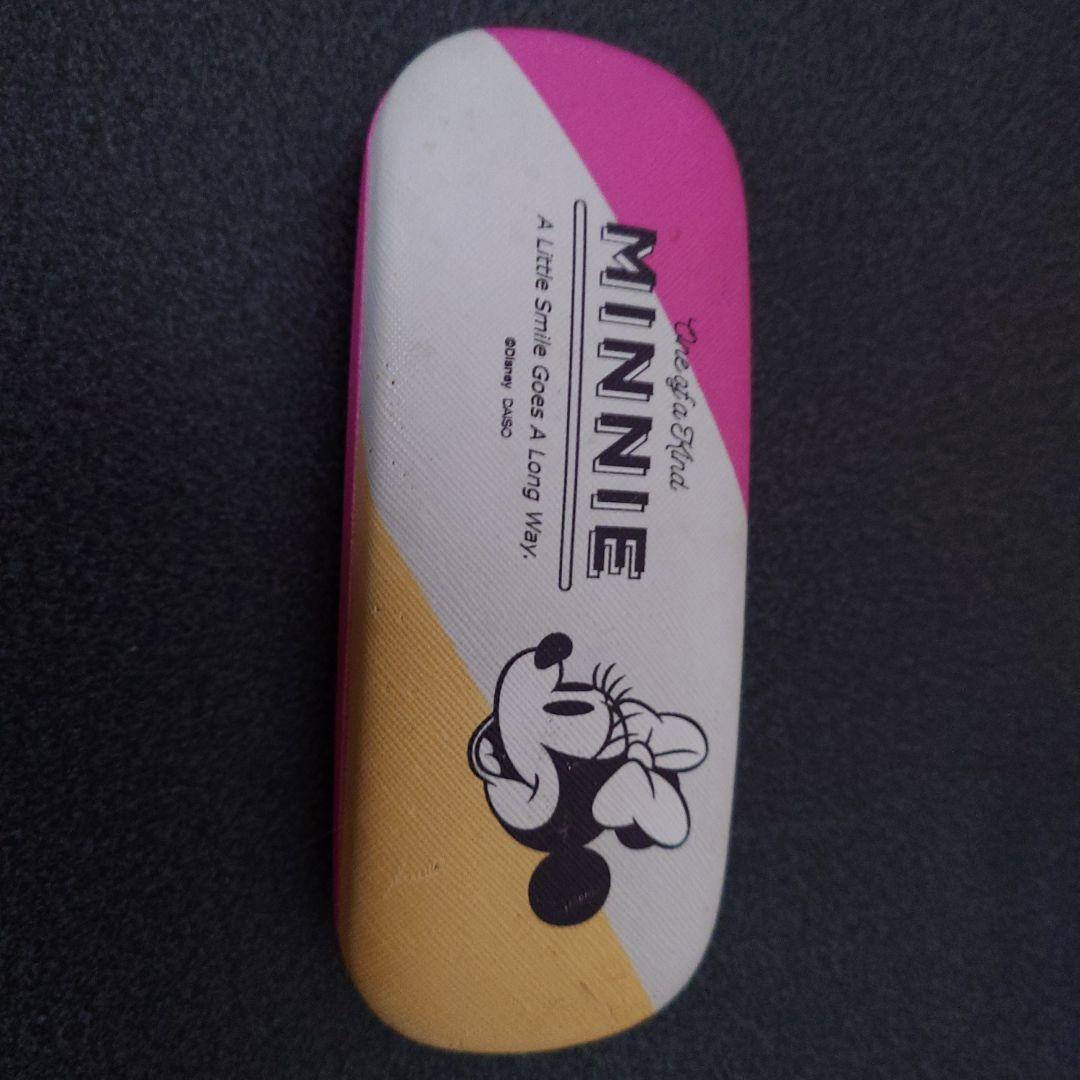 One of a Kind
MINNIE
A Little Smile Goes A Long Way.
©Disney DAISO